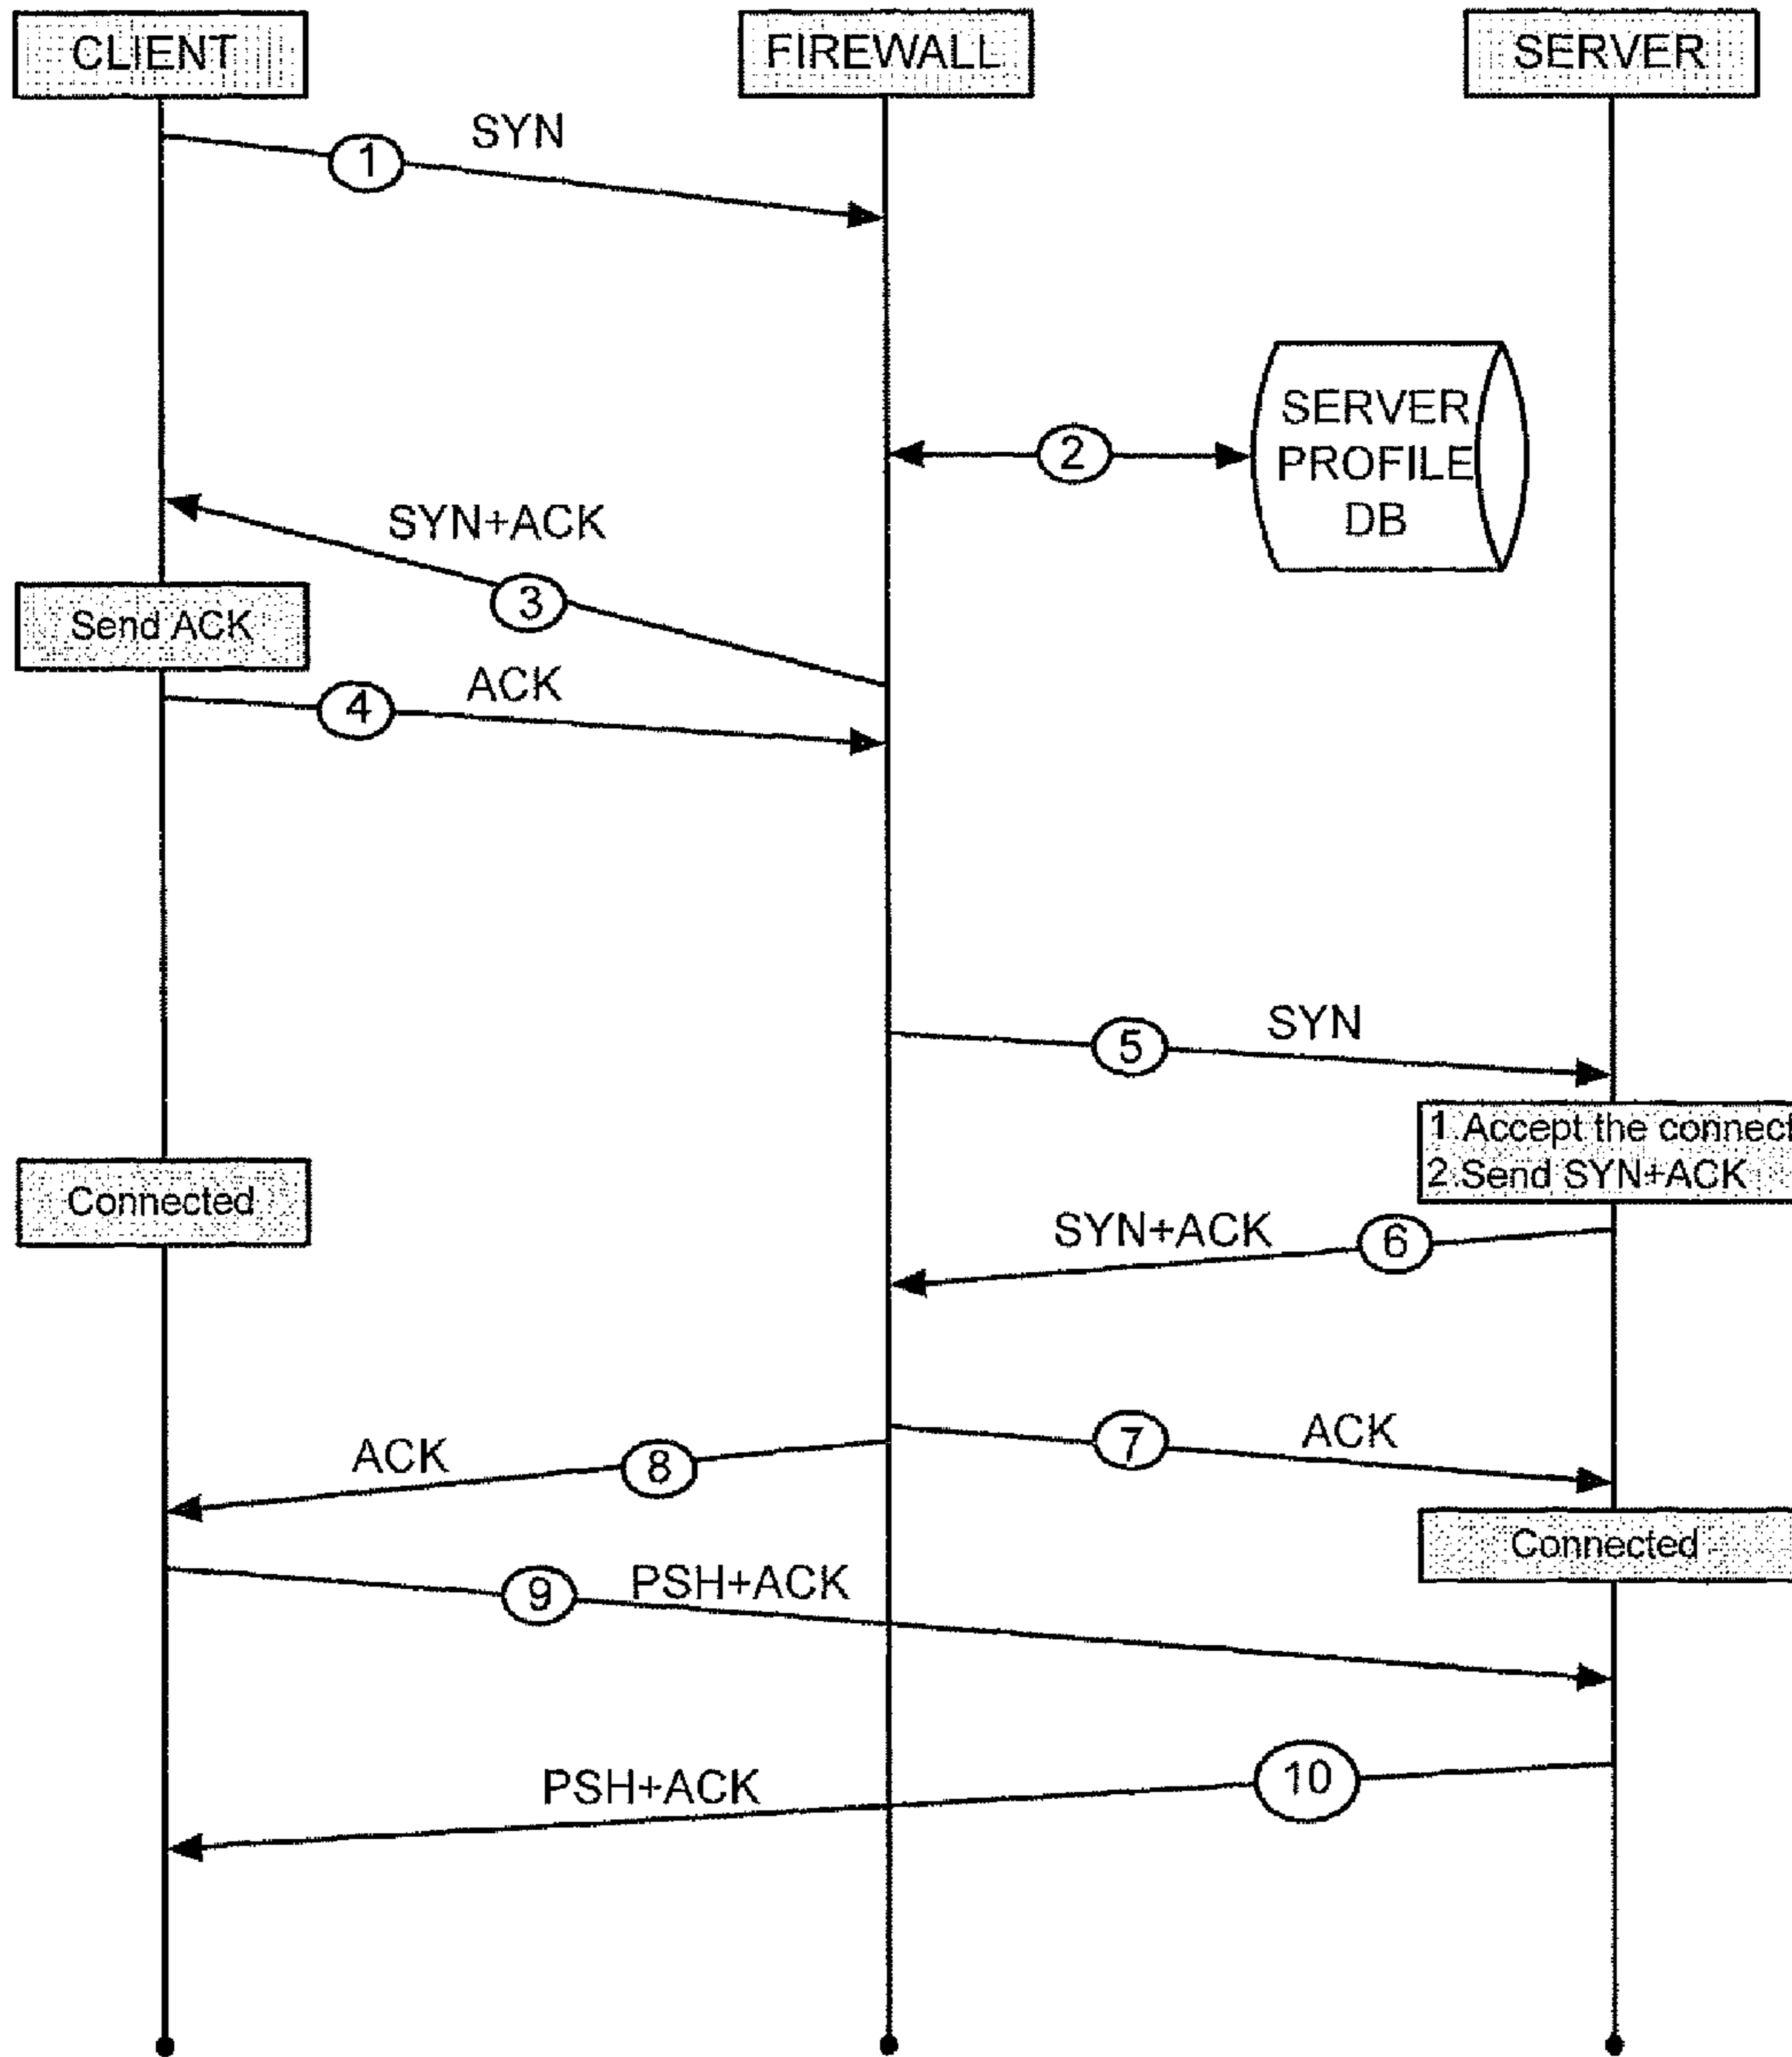 CLIENT
FIREWALL
SERVER
SYN
1
SERVER
PROFILE
DB
2
SYN+ACK
3
Send ACK
ACK
4
SYN
5
1.Accept the connect
2.Send SYN+ACK
Connected
SYN+ACK
6
ACK
7
ACK
8
Connected
PSH+ACK
9
PSH+ACK
10